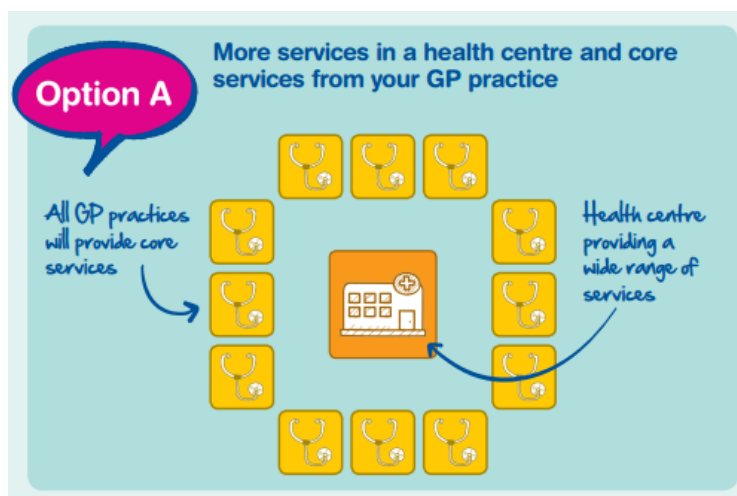 Option A
More services in a health centre and core
services from your GP practice
All GP practices
will provide core
services
Health centre
providing a
wide range of
services